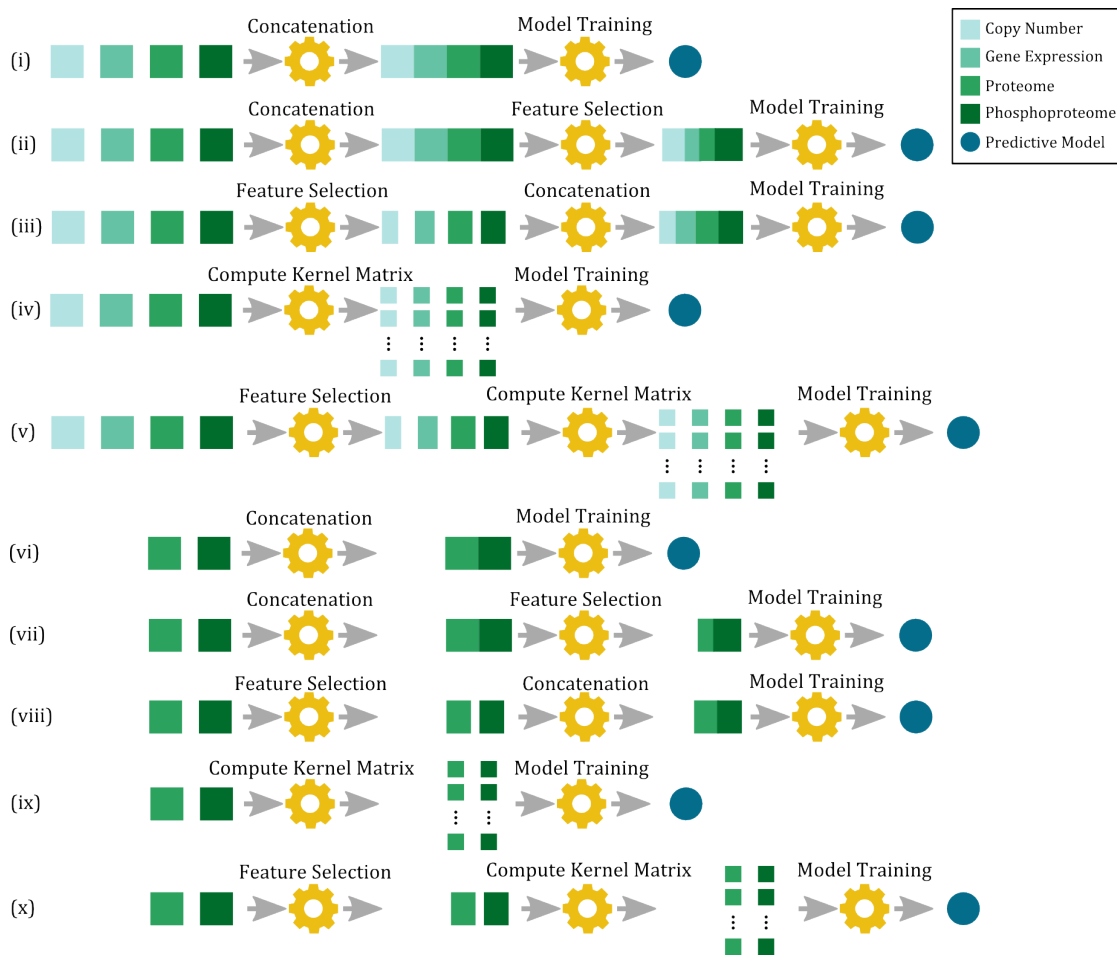 Concatenation
Model Training
(i)
Copy Number
Gene Expression
Proteome
Phosphoproteome
Predictive Model
Concatenation
Feature Selection
Model Training
(ii)
Feature Selection
Concatenation
Model Training
(iii)
Compute Kernel Matrix
Model Training
(iv)
Feature Selection
Compute Kernel Matrix
Model Training
(v)
Concatenation
Model Training
(vi)
Concatenation
Feature Selection
Model Training
(vii)
Feature Selection
Concatenation
Model Training
(viii)
Compute Kernel Matrix
Model Training
(ix)
Feature Selection
Compute Kernel Matrix
Model Training
(x)